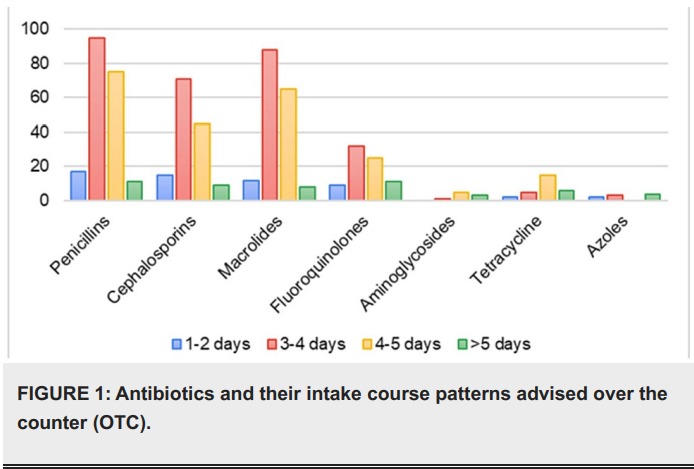 100
80
60
40
20
0
Penicillins
Cephalosporins
Macrolides
Fluoroquinolones
Aminoglycosides
Tetracycline
Azoles
1-2 days 3-4 days 4-5 days >5 days
FIGURE 1: Antibiotics and their intake course patterns advised over the
counter (OTC).